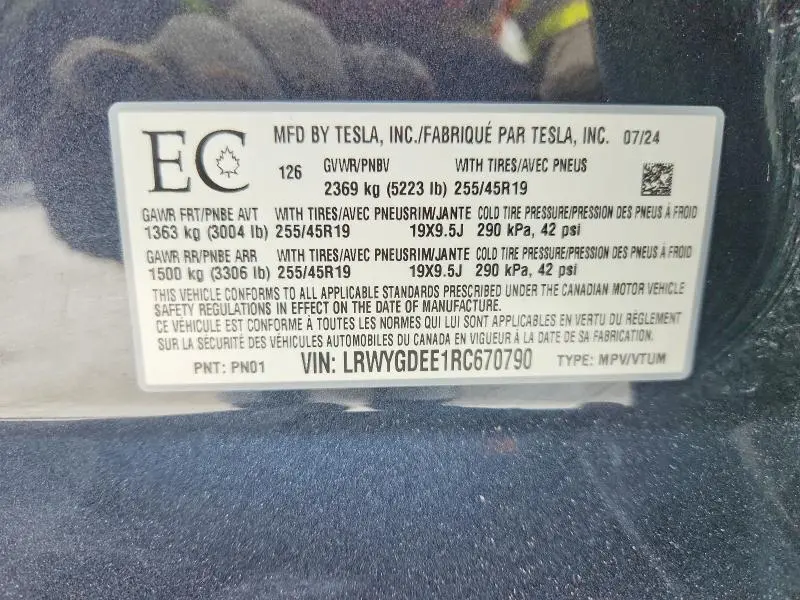 EC MFD BY TESLA, INC./FABRIQUÉ PAR TESLA, INC. 07/24
126 GVWR/PNBV WITH TIRES/AVEC PNEUS
2369 kg (5223 lb) 255/45R19
GAWR FRT/PNBE AVT WITH TIRES/AVEC PNEUS RIM/JANTE COLD TIRE PRESSURE/PRESSION DES PNEUS À FROID
1363 kg (3004 lb) 255/45R19 19X9.5J 290 kPa, 42 psi
GAWR RR/PNBE ARR WITH TIRES/AVEC PNEUS RIM/JANTE COLD TIRE PRESSURE/PRESSION DES PNEUS À FROID
1500 kg (3306 lb) 255/45R19 19X9.5J 290 kPa, 42 psi
THIS VEHICLE CONFORMS TO ALL APPLICABLE STANDARDS PRESCRIBED UNDER THE CANADIAN MOTOR VEHICLE
SAFETY REGULATIONS IN EFFECT ON THE DATE OF MANUFACTURE.
CE VÉHICULE EST CONFORME À TOUTES LES NORMES QUI LUI SONT APPLICABLES EN VERTU DU RÈGLEMENT
SUR LA SÉCURITÉ DES VÉHICULES AUTOMOBILES DU CANADA EN VIGUEUR À LA DATE DE SA FABRICATION.
PNT: PN01 VIN: LRWYGDEE1RC670790 TYPE: MPV/VTUM